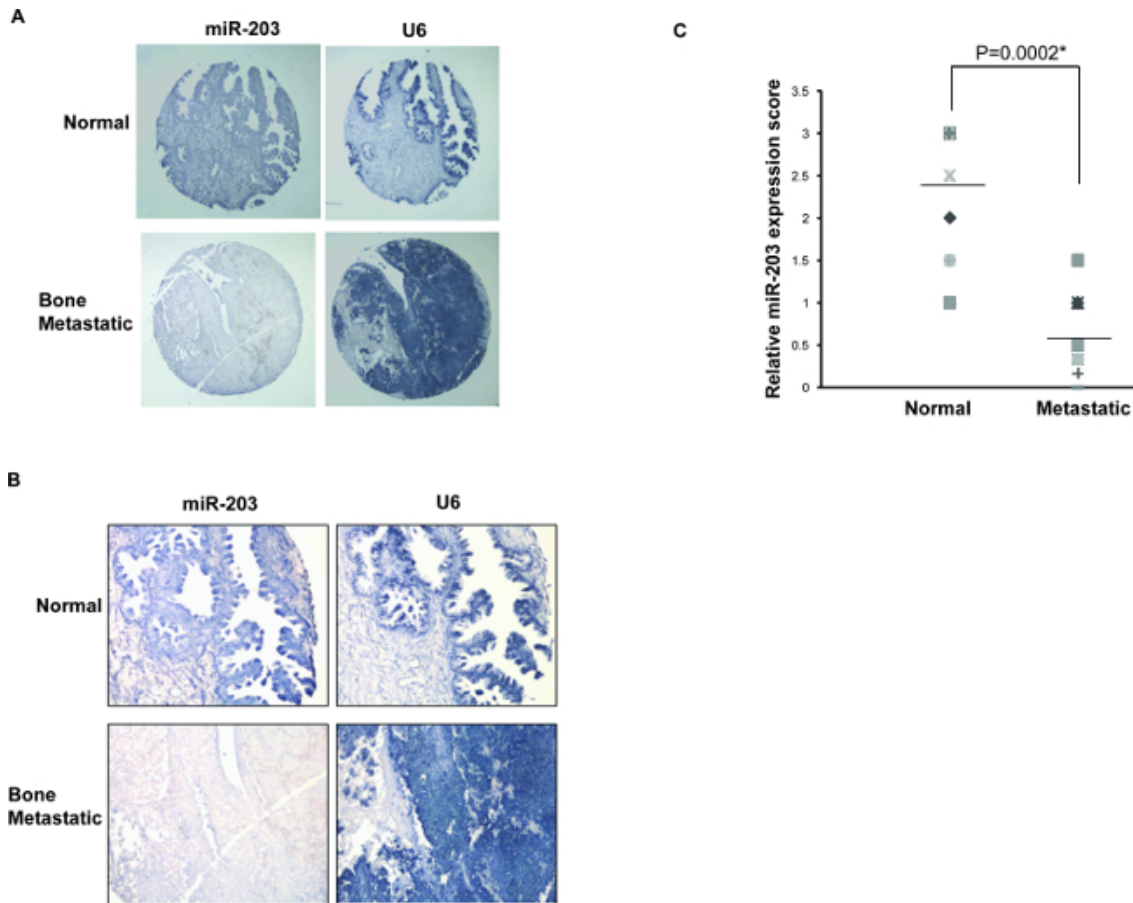 A
miR-203
U6
Normal
Bone
Metastatic
B
miR-203
U6
Normal
Bone
Metastatic
C
P=0.0002*
Relative miR-203 expression score
3.5
3
2.5
2
1.5
1
0.5
0
Normal
Metastatic